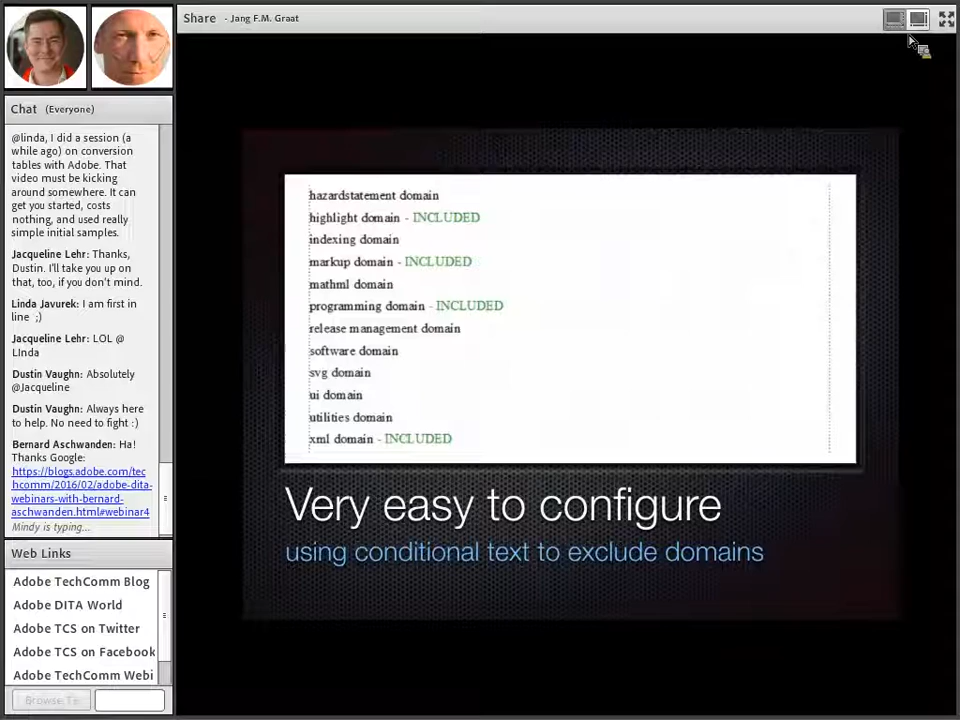 Share - Jang F.M. Graat
Chat (Everyone)
@linda, I did a session (a
while ago) on conversion
tables with Adobe. That
video must be kicking
around somewhere. It can
get you started, costs
nothing, and used really
simple initial samples.
Jacqueline Lehr: Thanks,
Dustin. I'll take you up on
that, too, if you don't mind.
Linda Javurek: I am first in
line ;)
Jacqueline Lehr: LOL @
LInda
Dustin Vaughn: Absolutely
@Jacqueline
Dustin Vaughn: Always here
to help. No need to fight :)
Bernard Aschwanden: Ha!
Thanks Google:
https://blogs.adobe.com/tec
hcomm/2016/02/adobe-dita-
webinars-with-bernard-
aschwanden.html#webinar4
Mindy is typing...
Web Links
Adobe TechComm Blog
Adobe DITA World
Adobe TCS on Twitter
Adobe TCS on Facebook
Adobe TechComm Webi
Browse To
hazardstatement domain
highlight domain - INCLUDED
indexing domain
markup domain - INCLUDED
mathml domain
programming domain - INCLUDED
release management domain
software domain
svg domain
ui domain
utilities domain
xml domain - INCLUDED
Very easy to configure
using conditional text to exclude domains